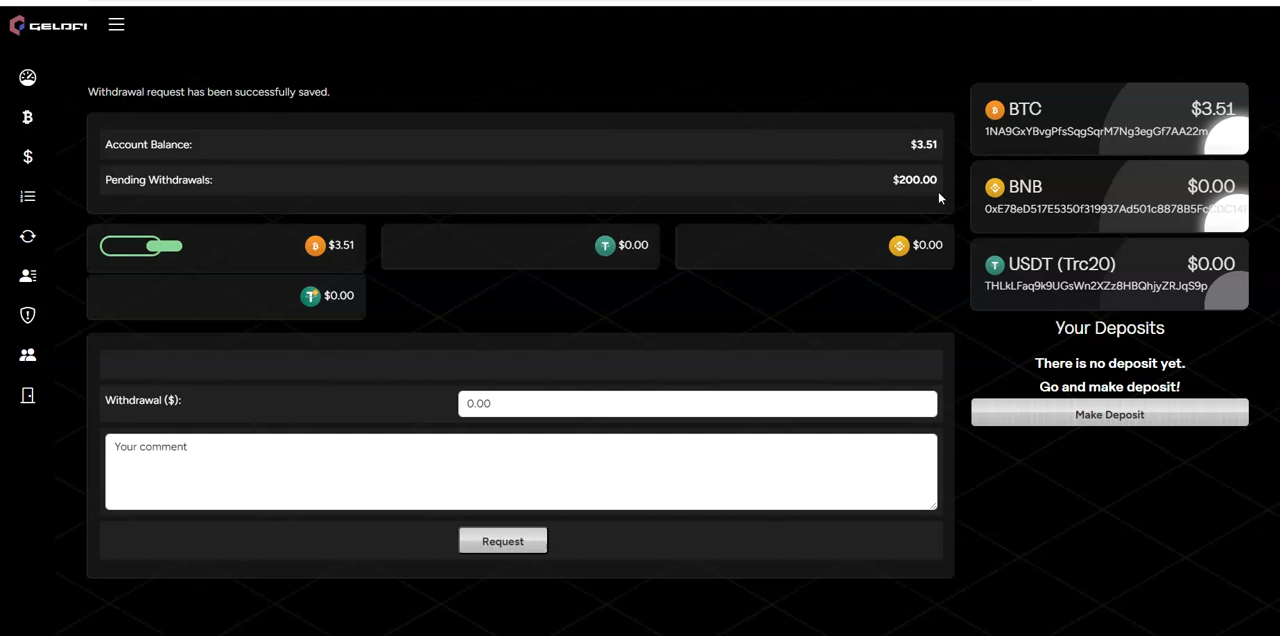 GELDFI
Withdrawal request has been successfully saved.
Account Balance: $3.51
Pending Withdrawals: $200.00
$3.51
$0.00
$0.00
$0.00
Withdrawal ($): 0.00
Your comment
Request
BTC $3.51
1NA9GxYBvgPfsSqgSqrM7Ng3egGf7AA22m
BNB $0.00
0xE78eD517E5350f319937Ad501c8878B5Fc
USDT (Trc20) $0.00
THLkLFaq9k9UGsWn2XZz8HBQhjyZRJqS9p
Your Deposits
There is no deposit yet.
Go and make deposit!
Make Deposit